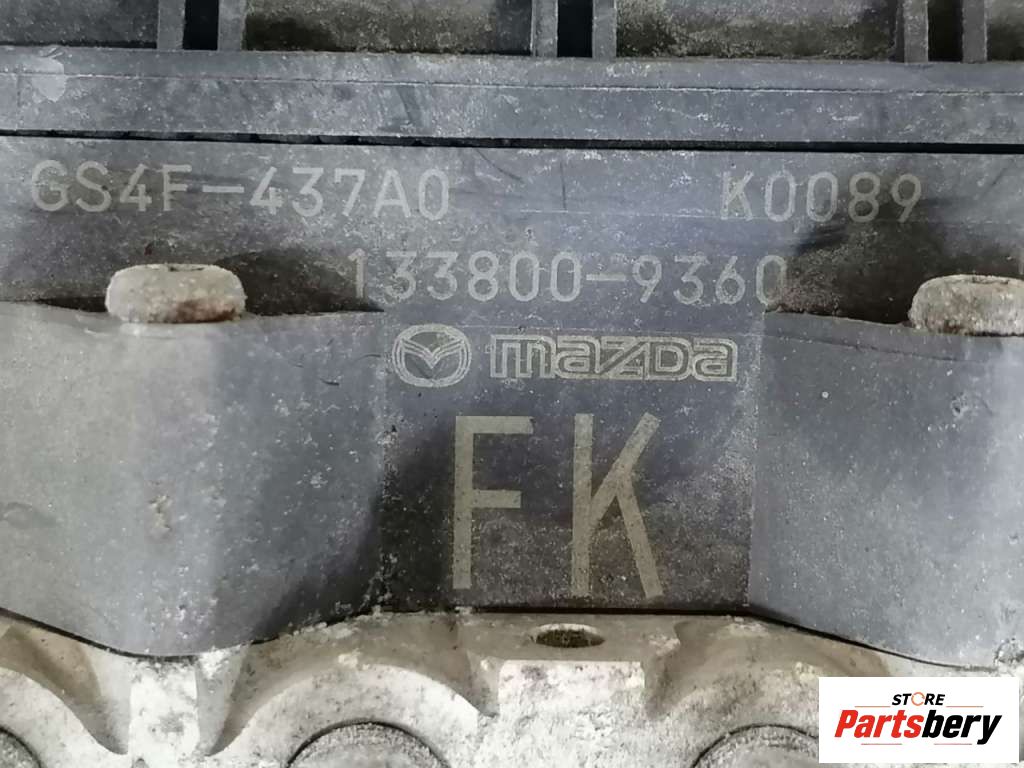 GS4F-437A0 K0089
133800-9360
mazda
FK
STORE
Partsbery